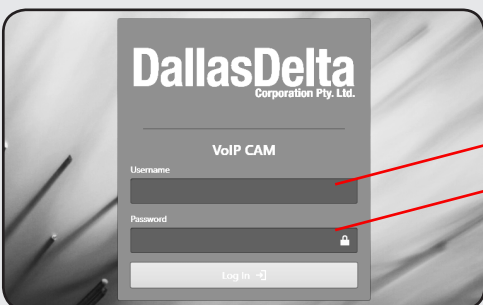 DallasDelta
Corporation Pty. Ltd.
VoIP CAM
Username
Password
Log In